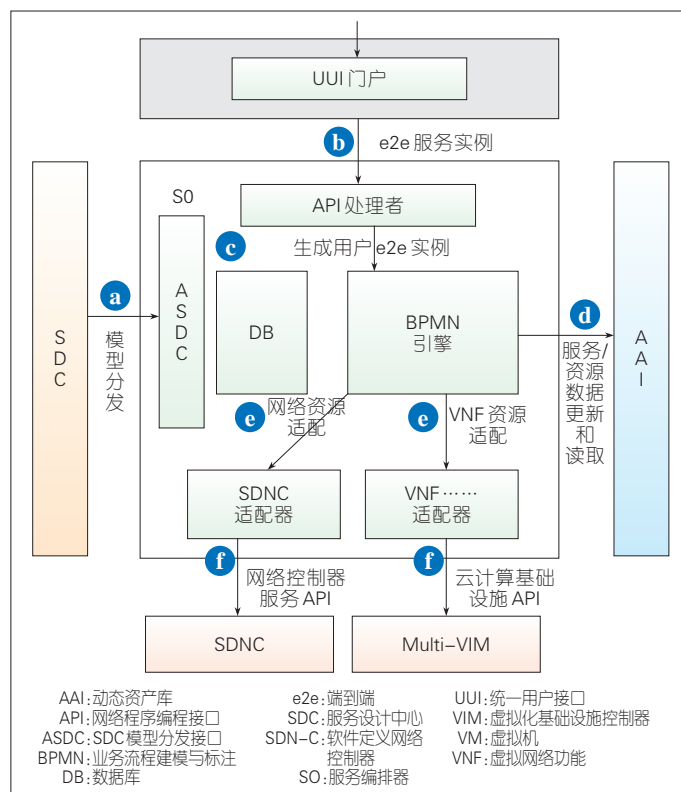 UUI 门户
b
e2e 服务实例
S0
API 处理者
c
生成用户 e2e 实例
SDC
a
模型分发
ASDC
DB
BPMN
引擎
d
服务/
资源
数据
更新
和
读取
AAI
e
网络资源
适配
e
VNF 资源
适配
SDNC
适配器
VNF……
适配器
f
网络控制器
服务 API
f
云计算基础
设施 API
SDNC
Multi-VIM
AAI:动态资产库
API:网络程序编程接口
ASDC:SDC模型分发接口
BPMN:业务流程建模与标注
DB:数据库
e2e:端到端
SDC:服务设计中心
SDN-C:软件定义网络
控制器
SO:服务编排器
UUI:统一用户接口
VIM:虚拟化基础设施控制器
VM:虚拟机
VNF:虚拟网络功能